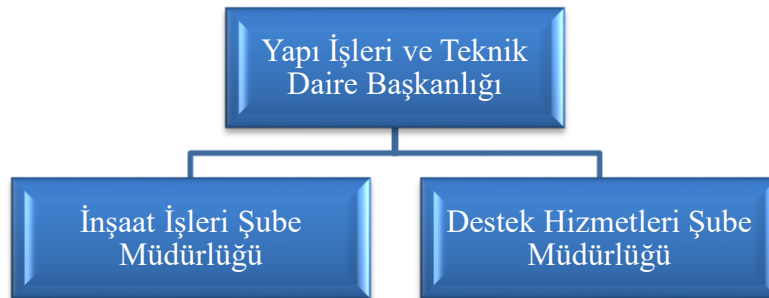 Yapı İşleri ve Teknik
Daire Başkanlığı
İnşaat İşleri Şube
Müdürlüğü
Destek Hizmetleri Şube
Müdürlüğü